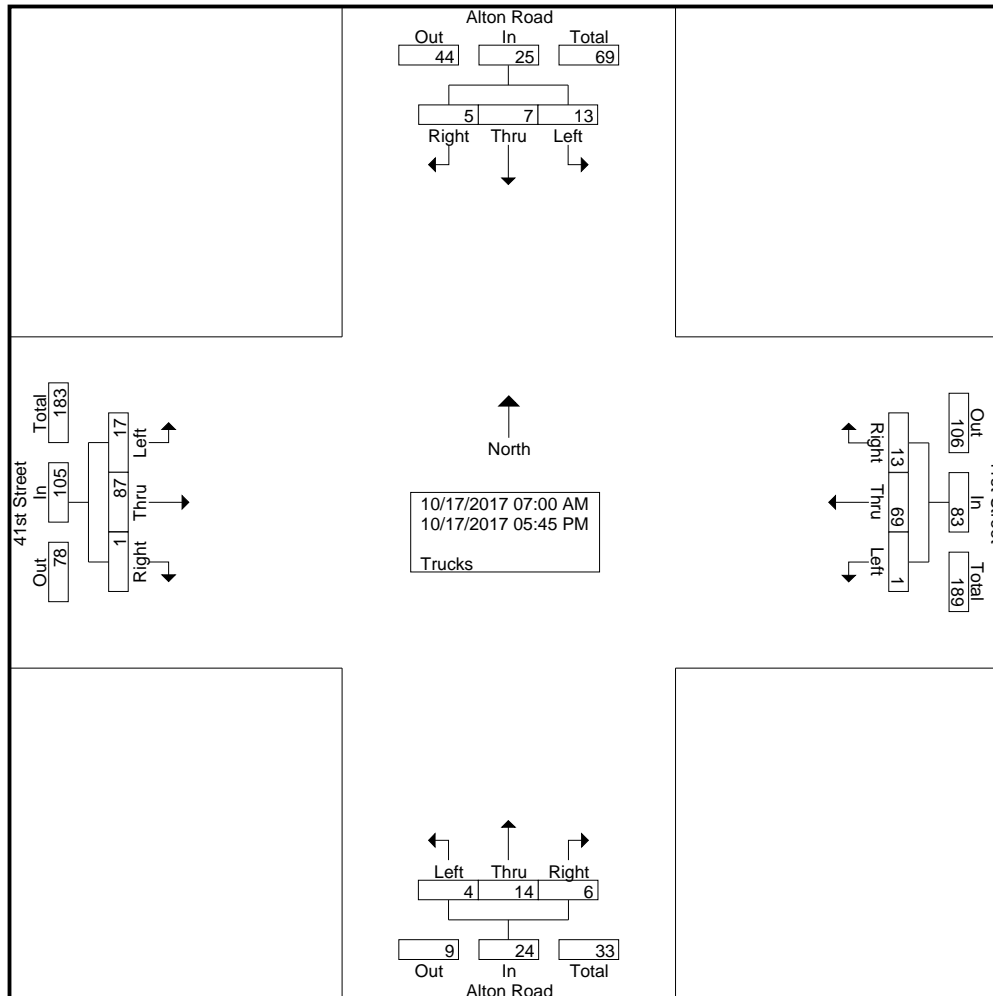 Alton Road
Out In Total
44 25 69
5 7 13
Right Thru Left
41st Street
Total In Out
183 105 78
17 87 1
Left Thru Right
North
10/17/2017 07:00 AM
10/17/2017 05:45 PM
Trucks
Right Thru Left
13 69 1
Out In Total
106 83 189
Left Thru Right
4 14 6
9 24 33
Out In Total
Alton Road